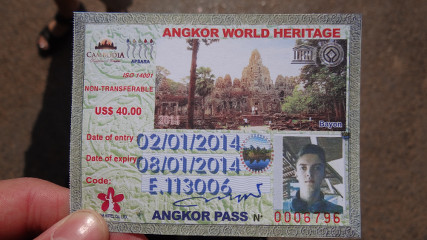 ANGKOR WORLD HERITAGE
CAMBODIA
APSARA
ISO-14001
NON-TRANSFERABLE
US$ 40.00
2014
Bayon
Date of entry 02/01/2014
Date of expiry 08/01/2014
Code: E.113006
ANGKOR PASS N° 0006796